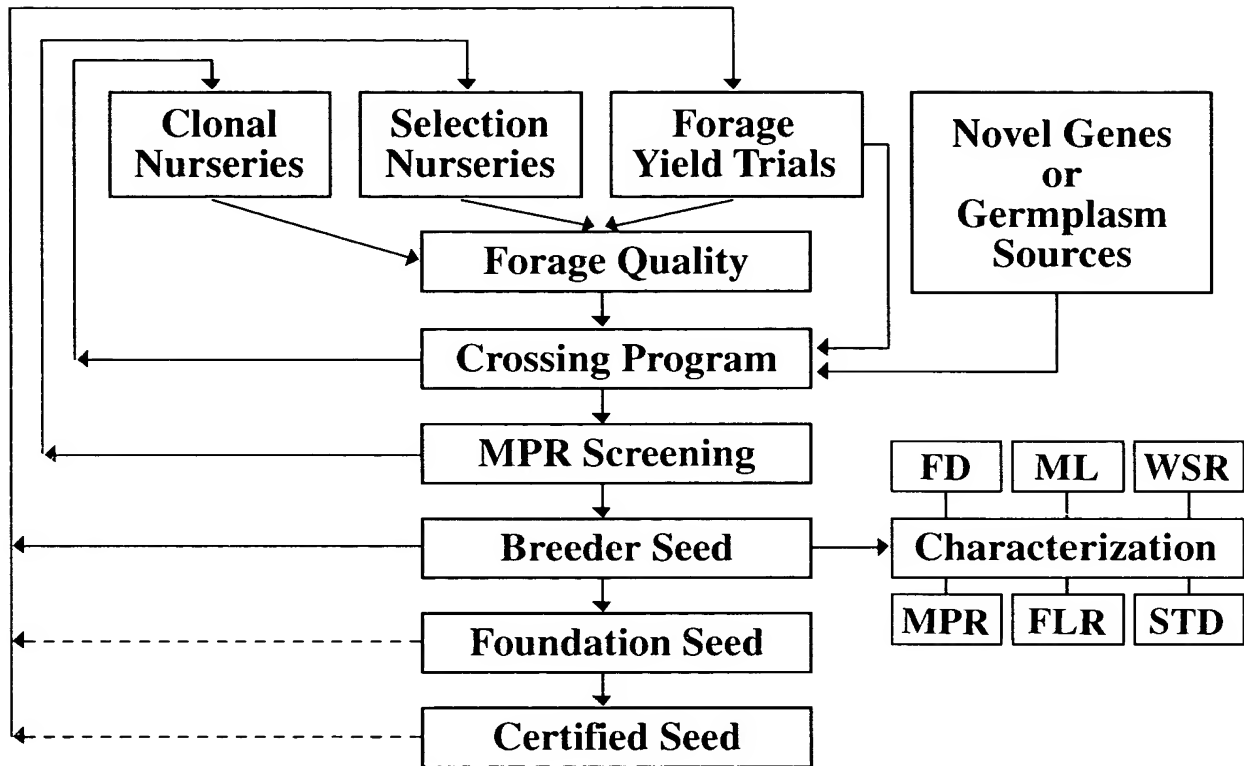 Clonal
Nurseries
Selection
Nurseries
Forage
Yield Trials
Novel Genes
or
Germplasm
Sources
Forage Quality
Crossing Program
MPR Screening
FD
ML
WSR
Breeder Seed
Characterization
MPR
FLR
STD
Foundation Seed
Certified Seed